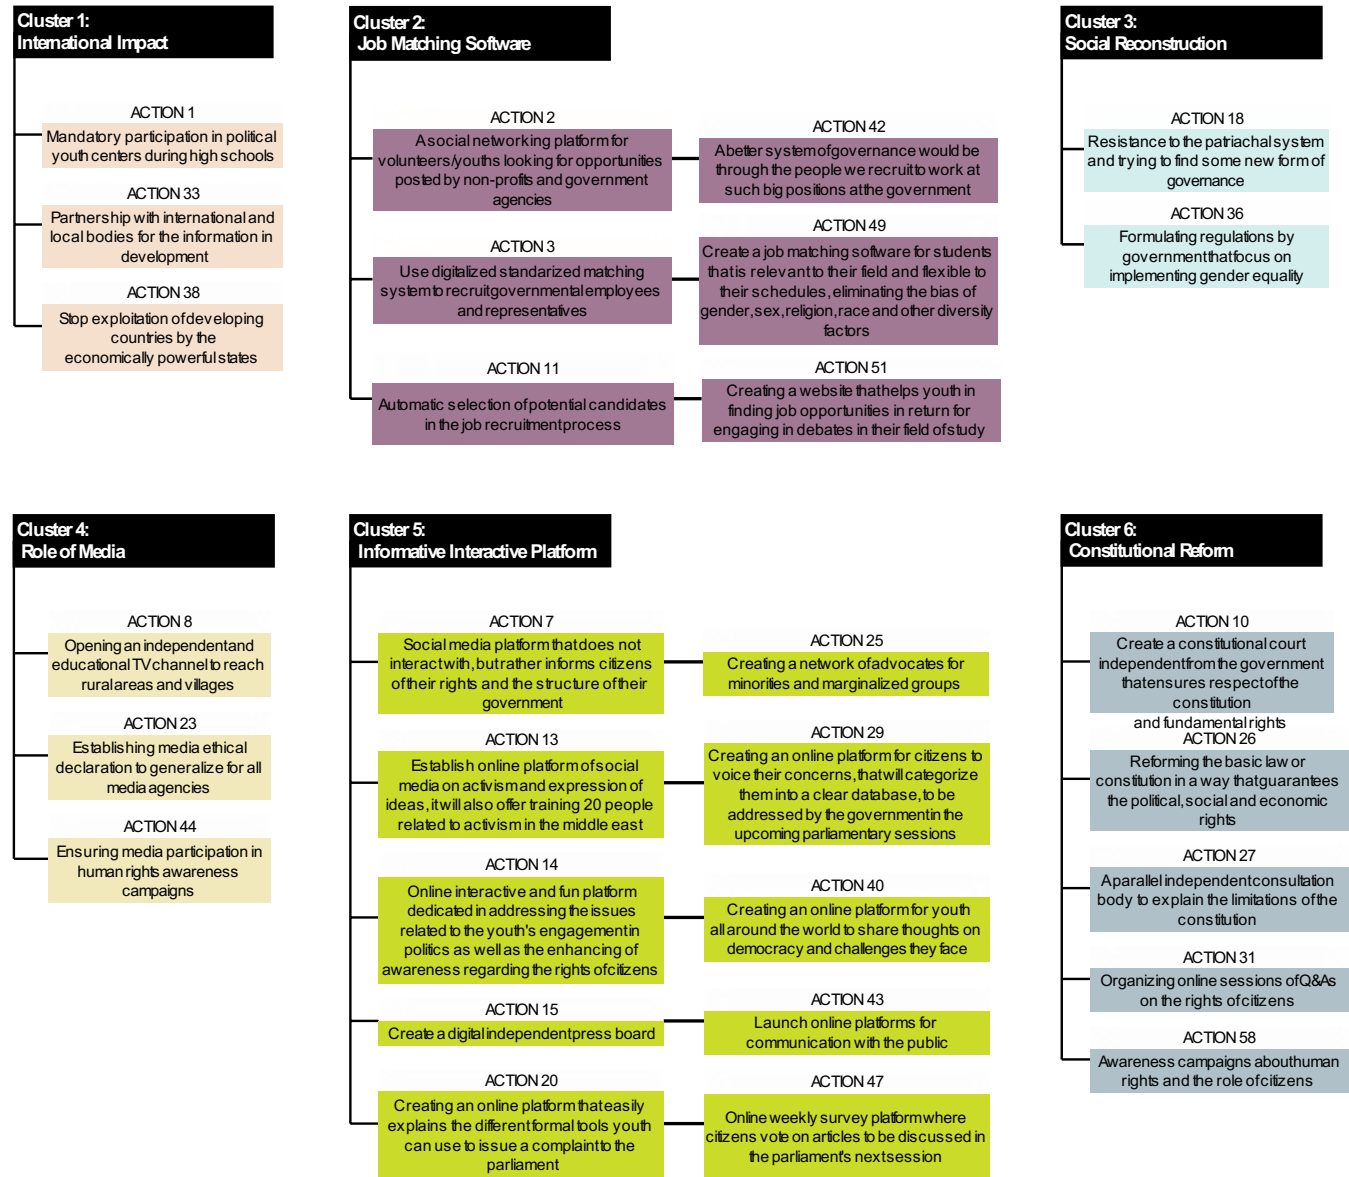 Cluster 1:
International Impact
ACTION 1
Mandatory participation in political
youth centers during high schools
ACTION 33
Partnership with international and
local bodies for the information in
development
ACTION 38
Stop exploitation of developing
countries by the
economically powerful states
Cluster 2:
Job Matching Software
ACTION 2
A social networking platform for
volunteers/youths looking for opportunities
posted by non-profits and government
agencies
ACTION 42
A better system of governance would be
through the people we recruit to work at
such big positions at the government
ACTION 3
Use digitalized standarized matching
system to recruit governmental employees
and representatives
ACTION 49
Create a job matching software for students
that is relevant to their field and flexible to
their schedules, eliminating the bias of
gender, sex, religion, race and other diversity
factors
ACTION 11
Automatic selection of potential candidates
in the job recruitment process
ACTION 51
Creating a website that helps youth in
finding job opportunities in return for
engaging in debates in their field of study
Cluster 3:
Social Reconstruction
ACTION 18
Resistance to the patriachal system
and trying to find some new form of
governance
ACTION 36
Formulating regulations by
government that focus on
implementing gender equality
Cluster 4:
Role of Media
ACTION 8
Opening an independent and
educational TV channel to reach
rural areas and villages
ACTION 23
Establishing media ethical
declaration to generalize for all
media agencies
ACTION 44
Ensuring media participation in
human rights awareness
campaigns
Cluster 5:
Informative Interactive Platform
ACTION 7
Social media platform that does not
interact with, but rather informs citizens
of their rights and the structure of their
government
ACTION 25
Creating a network of advocates for
minorities and marginalized groups
ACTION 13
Establish online platform of social
media on activism and expression of
ideas, it will also offer training 20 people
related to activism in the middle east
ACTION 29
Creating an online platform for citizens to
voice their concerns, that will categorize
them into a clear database, to be
addressed by the government in the
upcoming parliamentary sessions
ACTION 14
Online interactive and fun platform
dedicated in addressing the issues
related to the youth's engagement in
politics as well as the enhancing of
awareness regarding the rights of citizens
ACTION 40
Creating an online platform for youth
all around the world to share thoughts on
democracy and challenges they face
ACTION 15
Create a digital independent press board
ACTION 43
Launch online platforms for
communication with the public
ACTION 20
Creating an online platform that easily
explains the different formal tools youth
can use to issue a complaint to the
parliament
ACTION 47
Online weekly survey platform where
citizens vote on articles to be discussed in
the parliament's next session
Cluster 6:
Constitutional Reform
ACTION 10
Create a constitutional court
independent from the government
that ensures respect of the
constitution
and fundamental rights
ACTION 26
Reforming the basic law or
constitution in a way that guarantees
the political, social and economic
rights
ACTION 27
A parallel independent consultation
body to explain the limitations of the
constitution
ACTION 31
Organizing online sessions of Q&As
on the rights of citizens
ACTION 58
Awareness campaigns about human
rights and the role of citizens